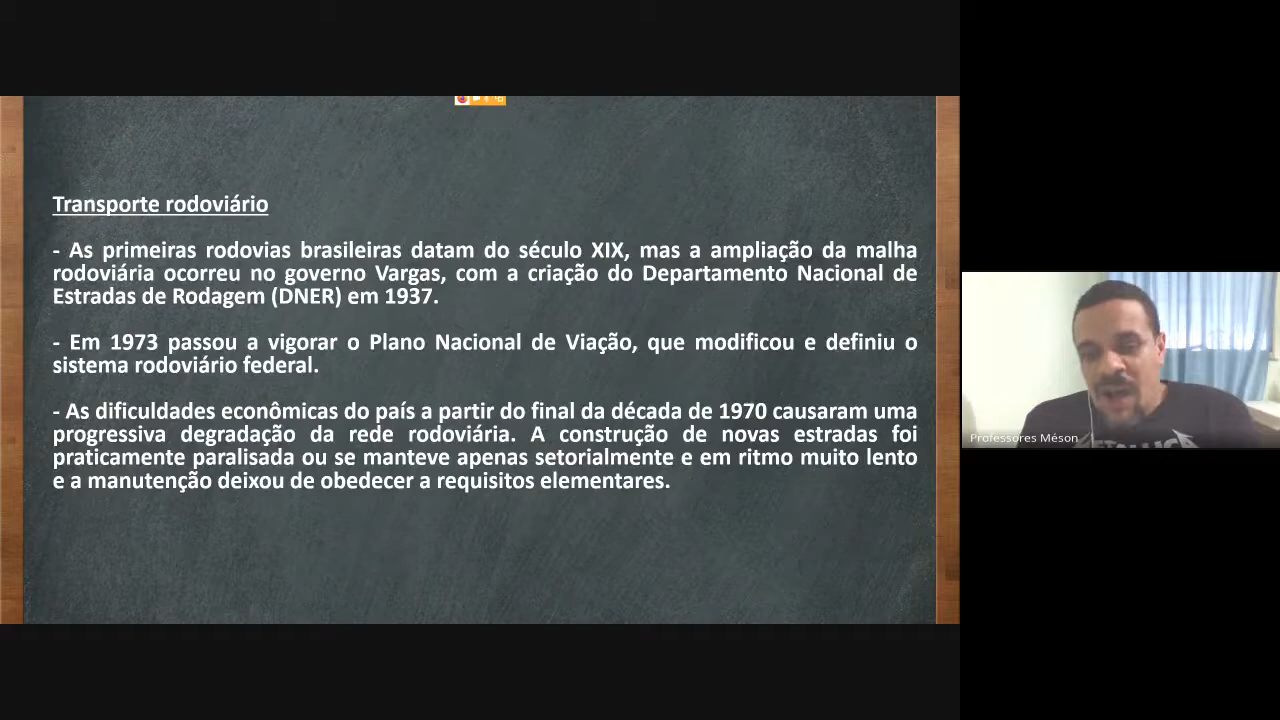 Transporte rodoviário
- As primeiras rodovias brasileiras datam do século XIX, mas a ampliação da malha
rodoviária ocorreu no governo Vargas, com a criação do Departamento Nacional de
Estradas de Rodagem (DNER) em 1937.
- Em 1973 passou a vigorar o Plano Nacional de Viação, que modificou e definiu o
sistema rodoviário federal.
- As dificuldades econômicas do país a partir do final da década de 1970 causaram uma
progressiva degradação da rede rodoviária. A construção de novas estradas foi
praticamente paralisada ou se manteve apenas setorialmente e em ritmo muito lento
e a manutenção deixou de obedecer a requisitos elementares.
Professores Méson